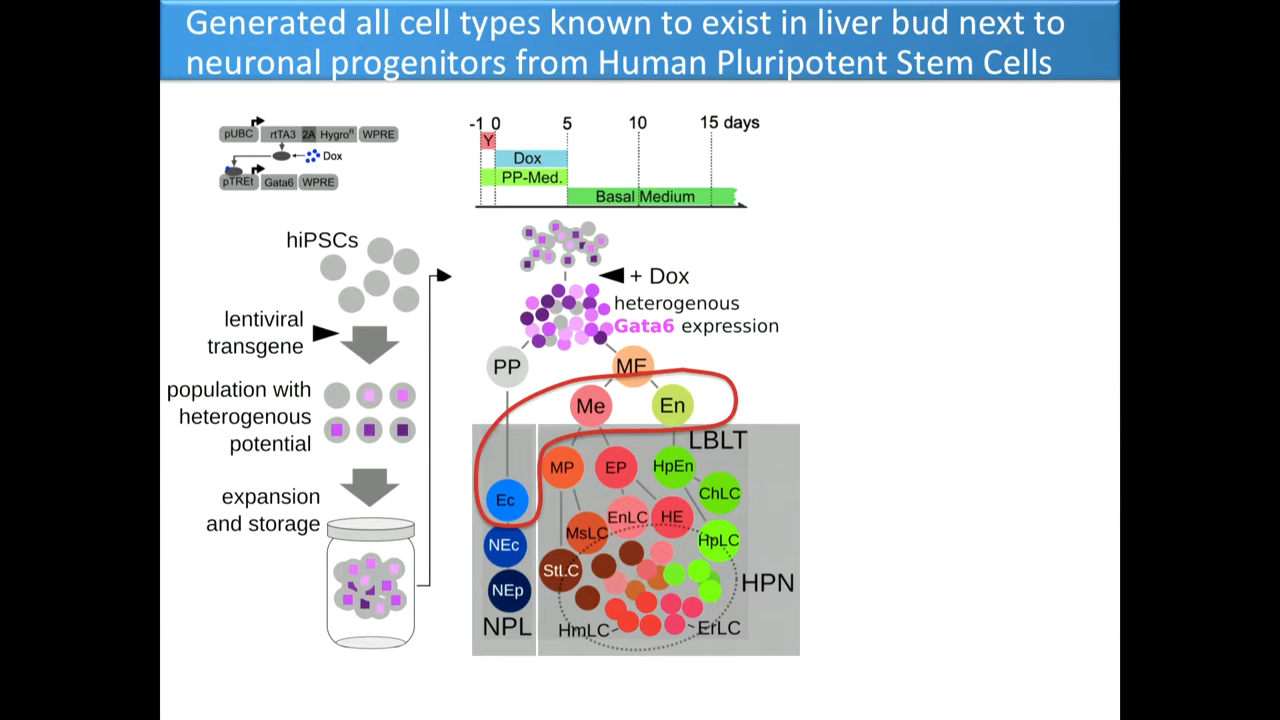 Generated all cell types known to exist in liver bud next to
neuronal progenitors from Human Pluripotent Stem Cells
pUBC rtTA3 2A Hygroᴿ WPRE
Dox
pTREt Gata6 WPRE
-1 0 5 10 15 days
Y
Dox
PP-Med.
Basal Medium
hiPSCs
lentiviral
transgene
population with
heterogenous
potential
expansion
and storage
+ Dox
heterogenous
Gata6 expression
PP ME
Me En
LBLT
MP EP HpEn
ChLC
Ec
EnLC HE
MsLC HpLC
NEc
StLC
HPN
NEp
NPL HmLC ErLC